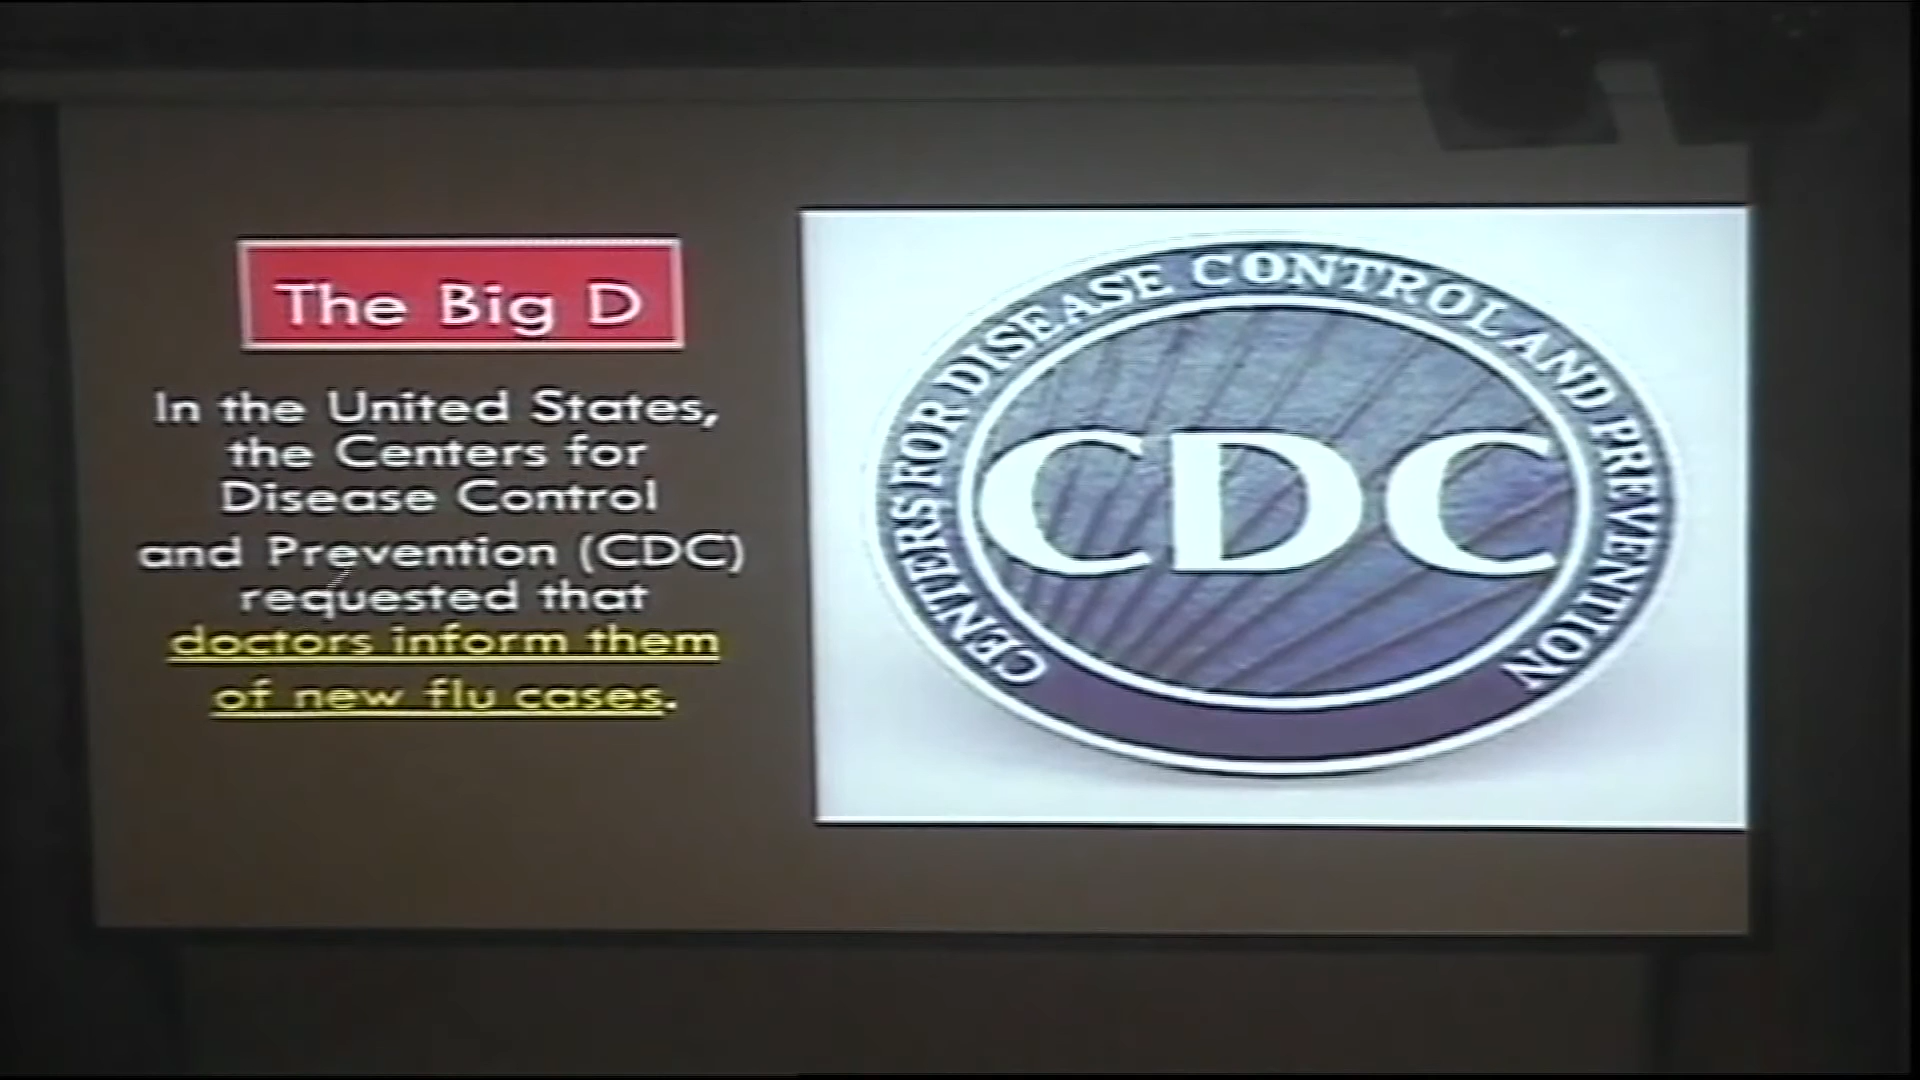 The Big D
In the United States,
the Centers for
Disease Control
and Prevention (CDC)
requested that
doctors inform them
of new flu cases.
CENTERS FOR DISEASE CONTROL AND PREVENTION
CDC